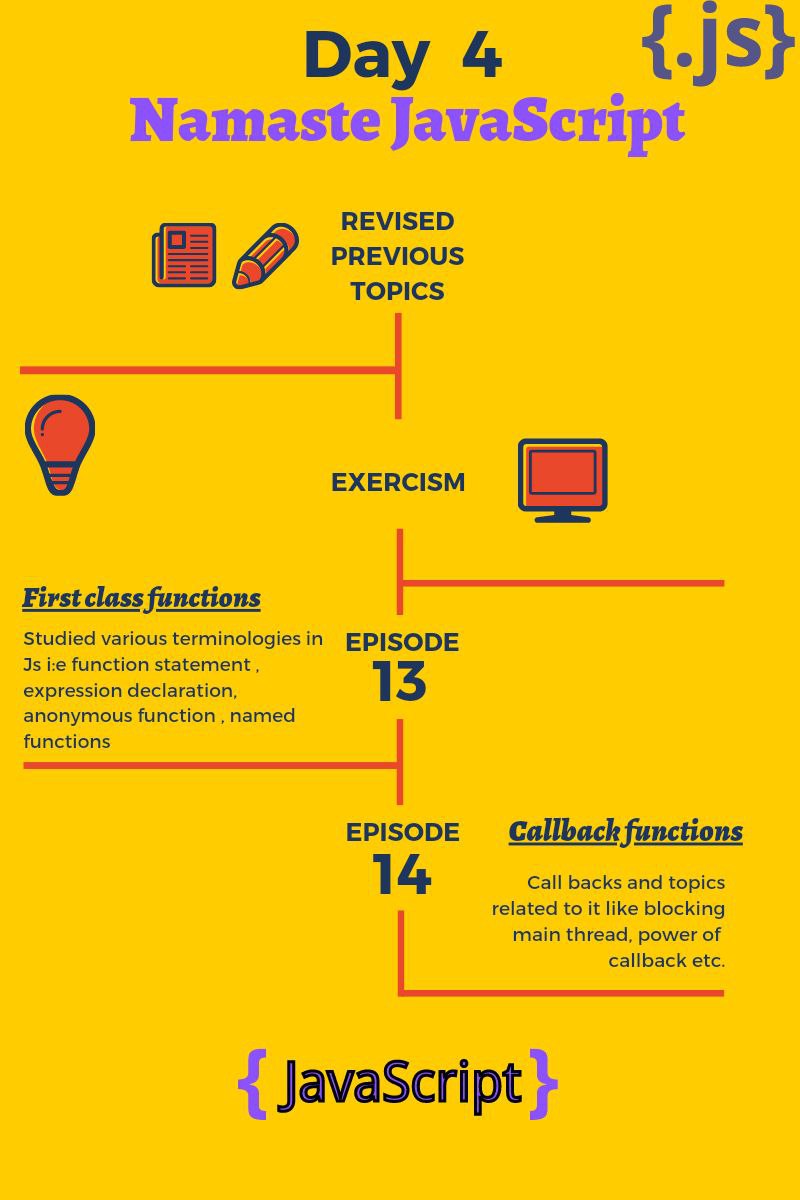 {.js}
Day 4
Namaste JavaScript
REVISED
PREVIOUS
TOPICS
EXERCISM
First class functions
Studied various terminologies in
Js i:e function statement ,
expression declaration,
anonymous function , named
functions
EPISODE
13
EPISODE
14
Callback functions
Call backs and topics
related to it like blocking
main thread, power of
callback etc.
{ JavaScript }